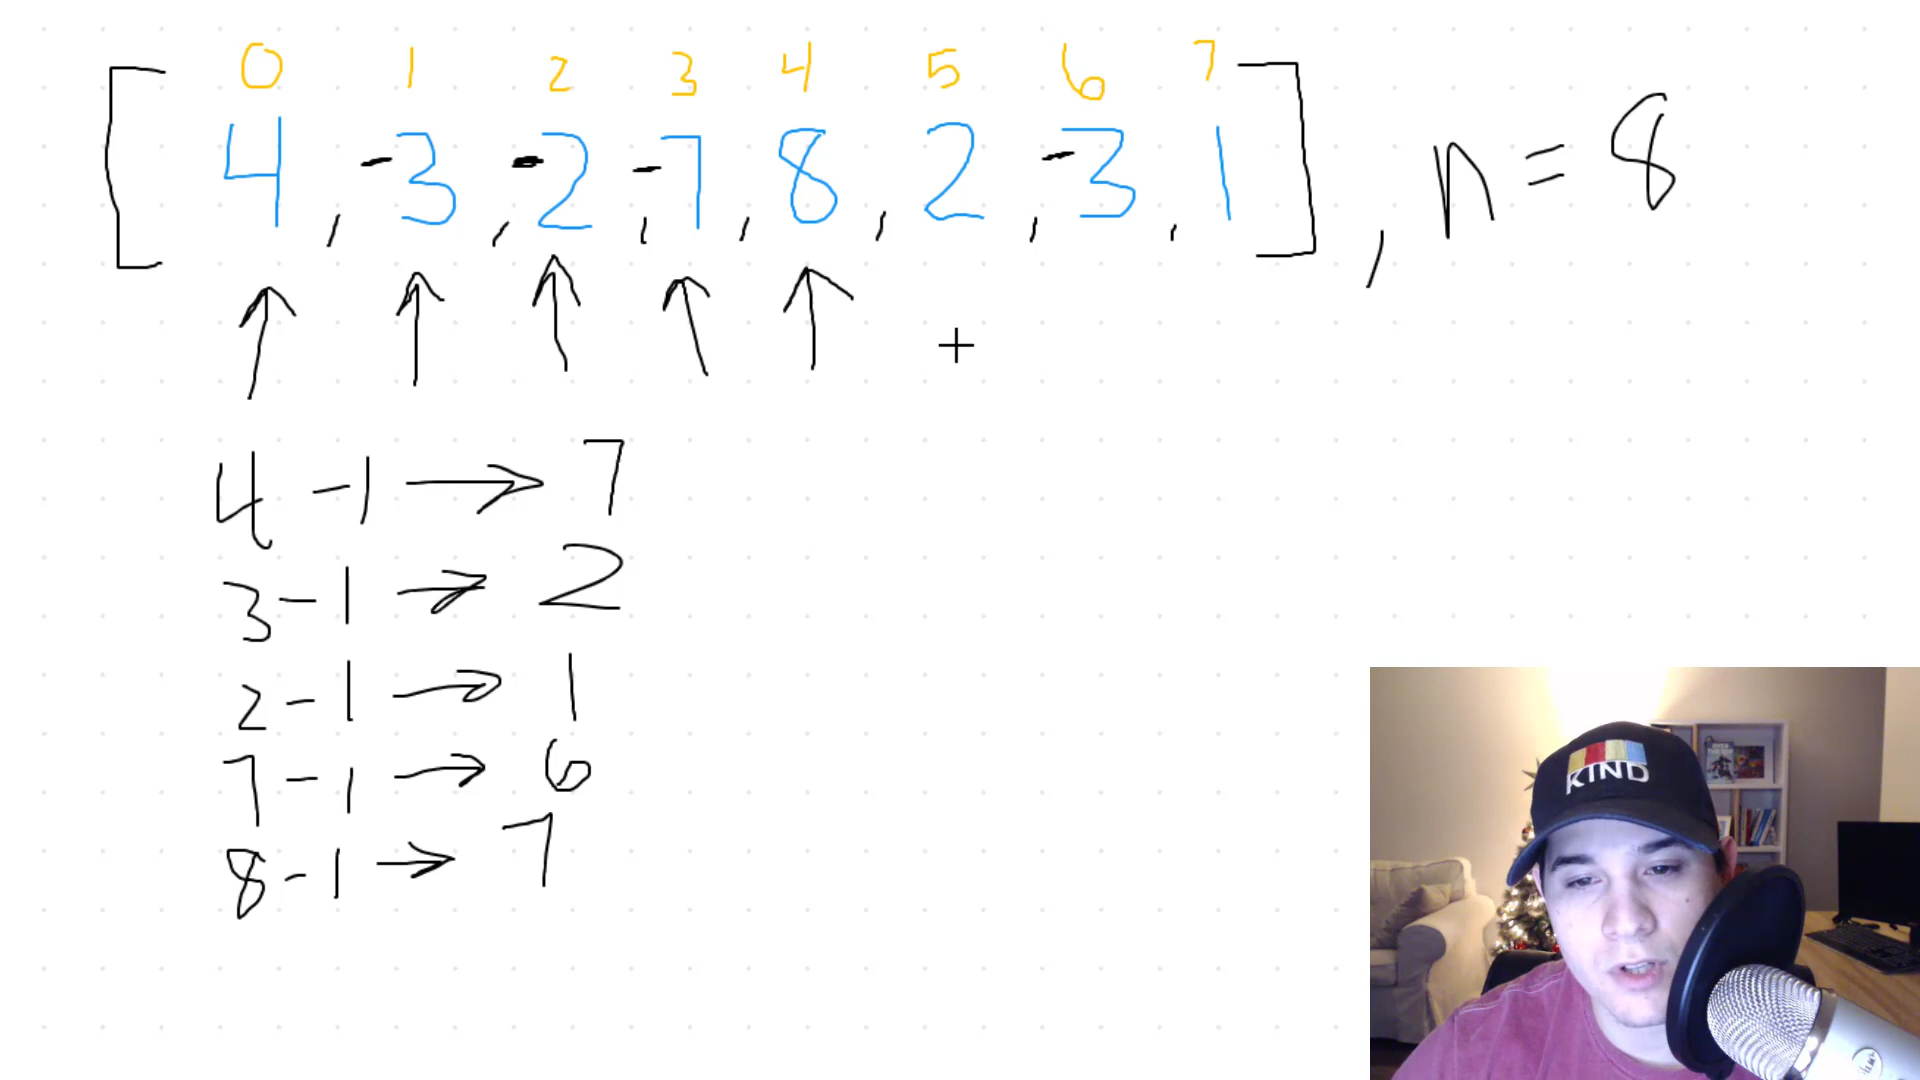 0 1 2 3 4 5 6 7
[4, -3, -2, -7, 8, 2, -3, 1], n = 8
4 -1 → 7
3 - 1 → 2
2 - 1 → 1
7 - 1 → 6
8 - 1 → 7
KIND